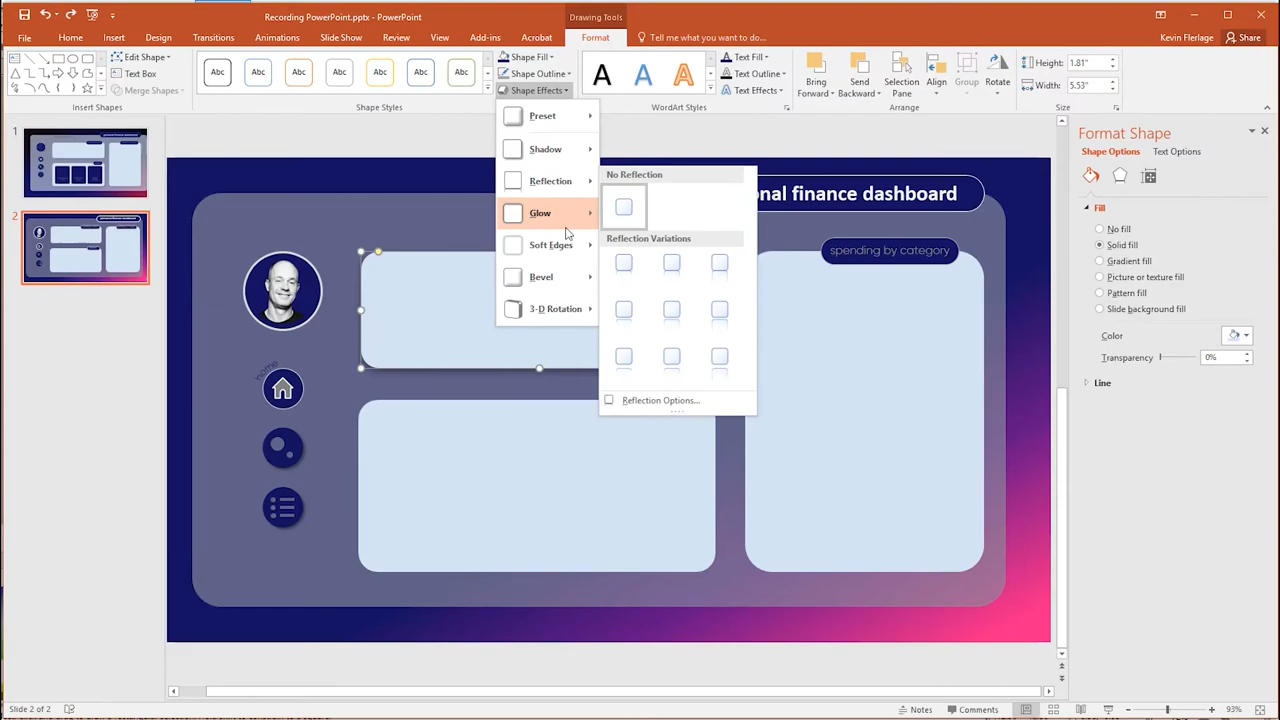 Recording PowerPoint.pptx - PowerPoint
Drawing Tools
File Home Insert Design Transitions Animations Slide Show Review View Add-ins Format Tell me what you want to do... Kevin Flerlage Share
Edit Shape
Text Box
Merge Shapes
Insert Shapes
Abc Abc Abc Abc Abc Abc Abc
Shape Styles
Shape Fill
Shape Outline
Shape Effects
A A A
WordArt Styles
Text Fill
Text Outline
Text Effects
Bring Forward
Send Backward
Selection Pane
Align
Group
Rotate
Arrange
Height: 1.81"
Width: 5.53"
Size
Preset
Shadow
Reflection
Glow
Soft Edges
Bevel
3-D Rotation
No Reflection
Reflection Variations
Reflection Options...
1
2
onal finance dashboard
spending by category
home
Format Shape
Shape Options Text Options
Fill
No fill
Solid fill
Gradient fill
Picture or texture fill
Pattern fill
Slide background fill
Color
Transparency 0%
Line
Slide 2 of 2
Notes Comments 93%